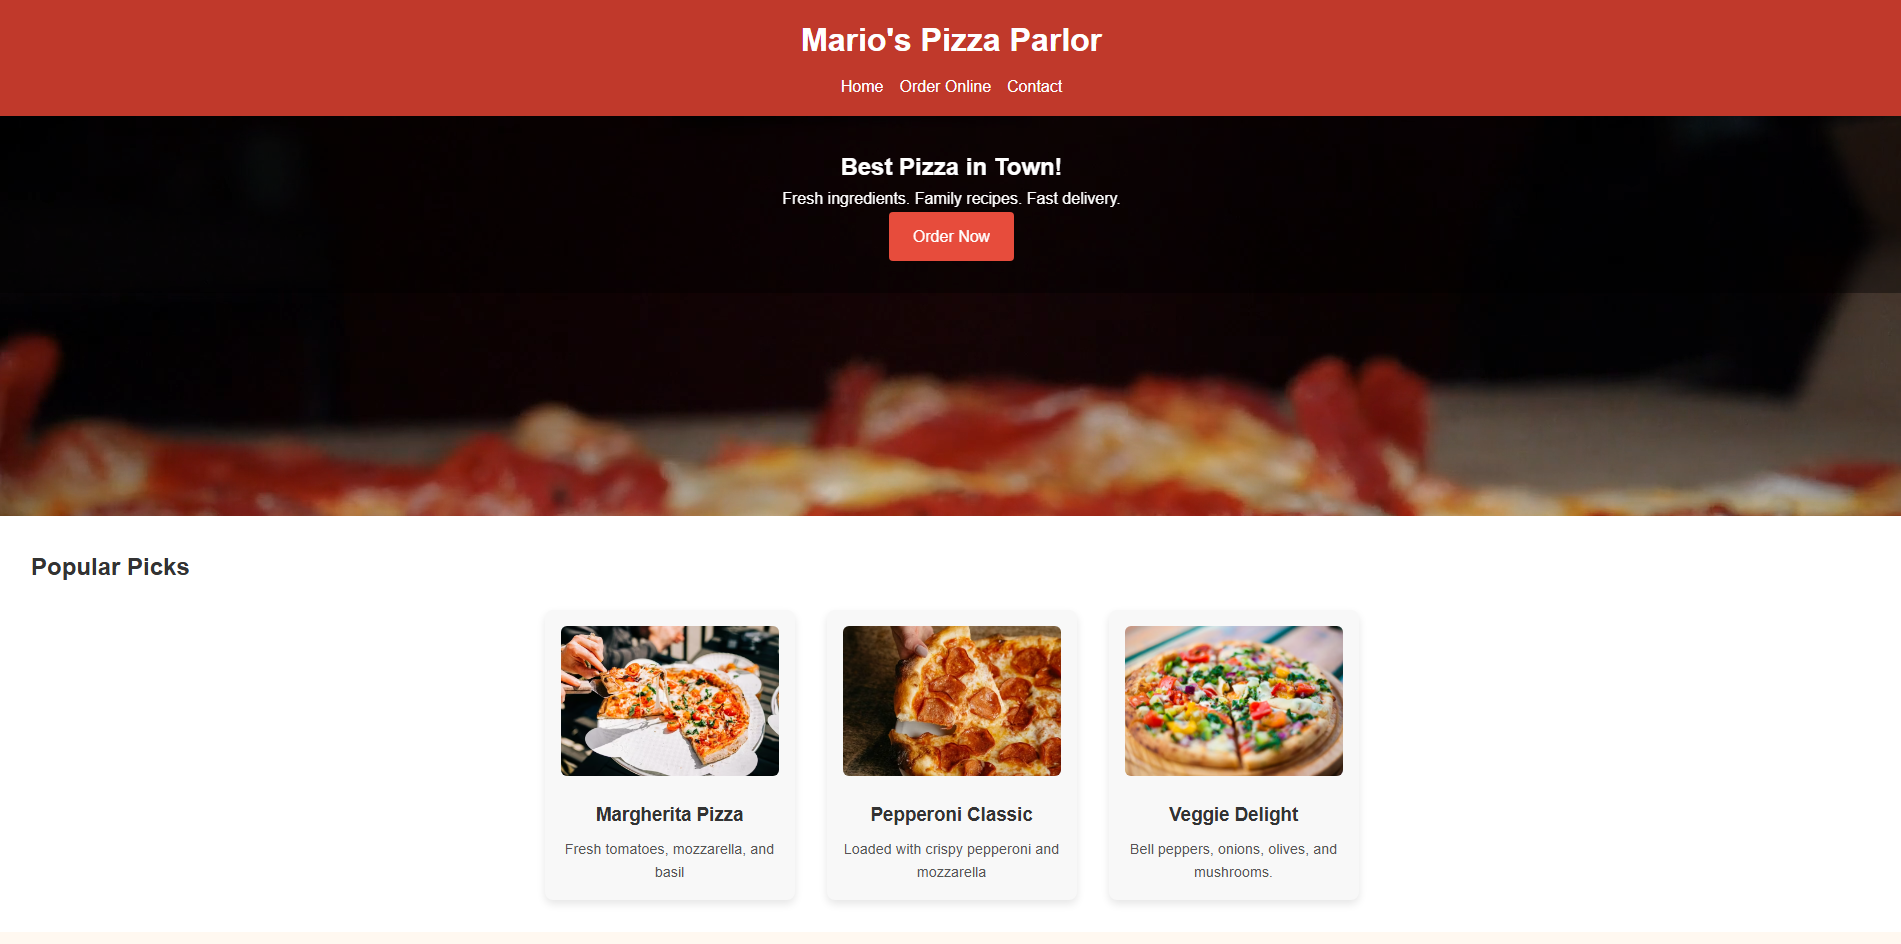 Mario's Pizza Parlor
Home Order Online Contact
Best Pizza in Town!
Fresh ingredients. Family recipes. Fast delivery.
Order Now
Popular Picks
Margherita Pizza
Fresh tomatoes, mozzarella, and
basil
Pepperoni Classic
Loaded with crispy pepperoni and
mozzarella
Veggie Delight
Bell peppers, onions, olives, and
mushrooms.